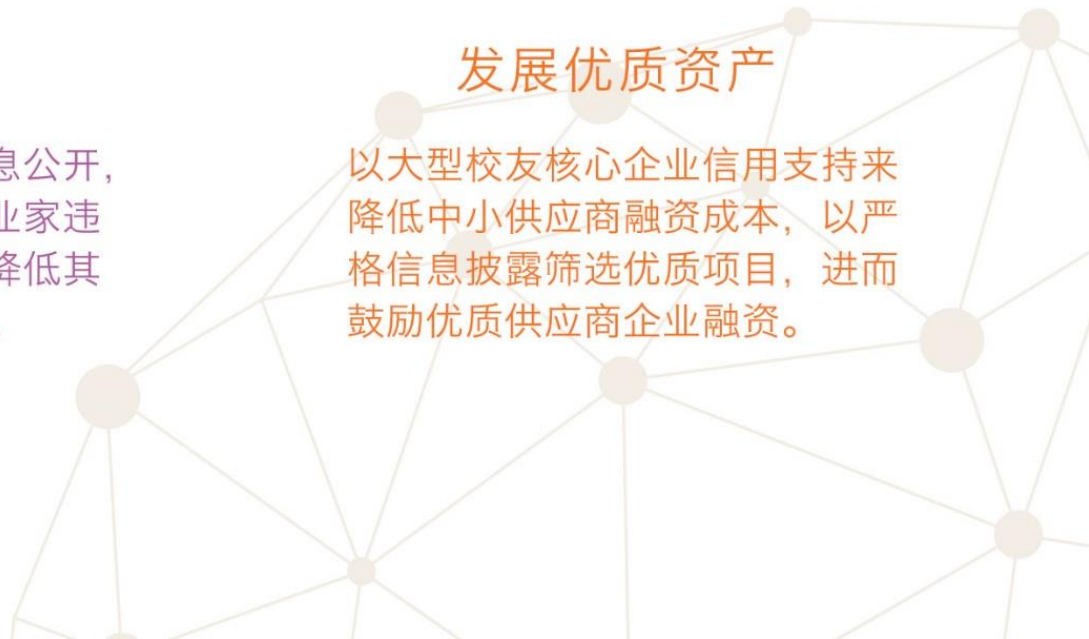 发展优质资产
息公开,
业家违
降低其
以大型校友核心企业信用支持来
降低中小供应商融资成本，以严
格信息披露筛选优质项目，进而
鼓励优质供应商企业融资。